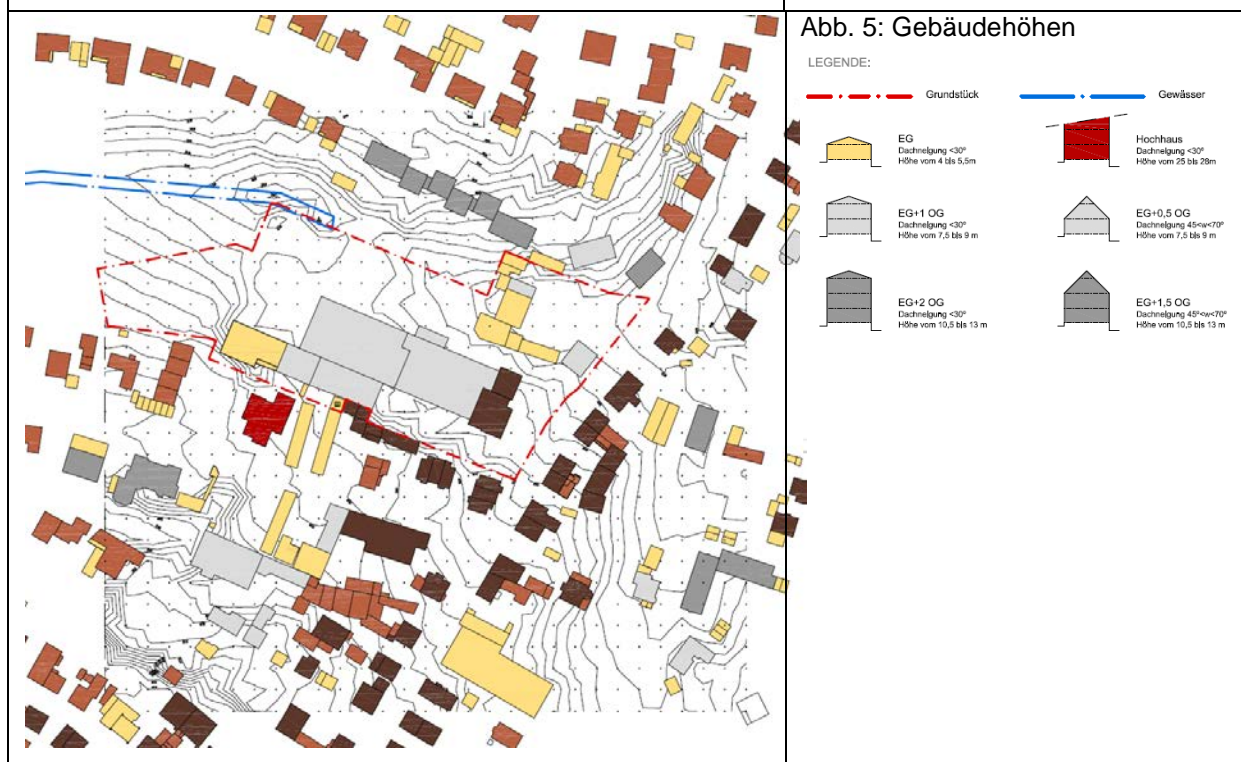 Abb. 5: Gebäudehöhen
LEGENDE:
Grundstück
Gewässer
EG
Dachneigung <30°
Höhe vom 4 bis 5,5m
Hochhaus
Dachneigung <30°
Höhe vom 25 bis 28m
EG+1 OG
Dachneigung <30°
Höhe vom 7,5 bis 9 m
EG+0,5 OG
Dachneigung 45<w<70°
Höhe vom 7,5 bis 9 m
EG+2 OG
Dachneigung <30°
Höhe vom 10,5 bis 13 m
EG+1,5 OG
Dachneigung 45°<w<70°
Höhe vom 10,5 bis 13 m